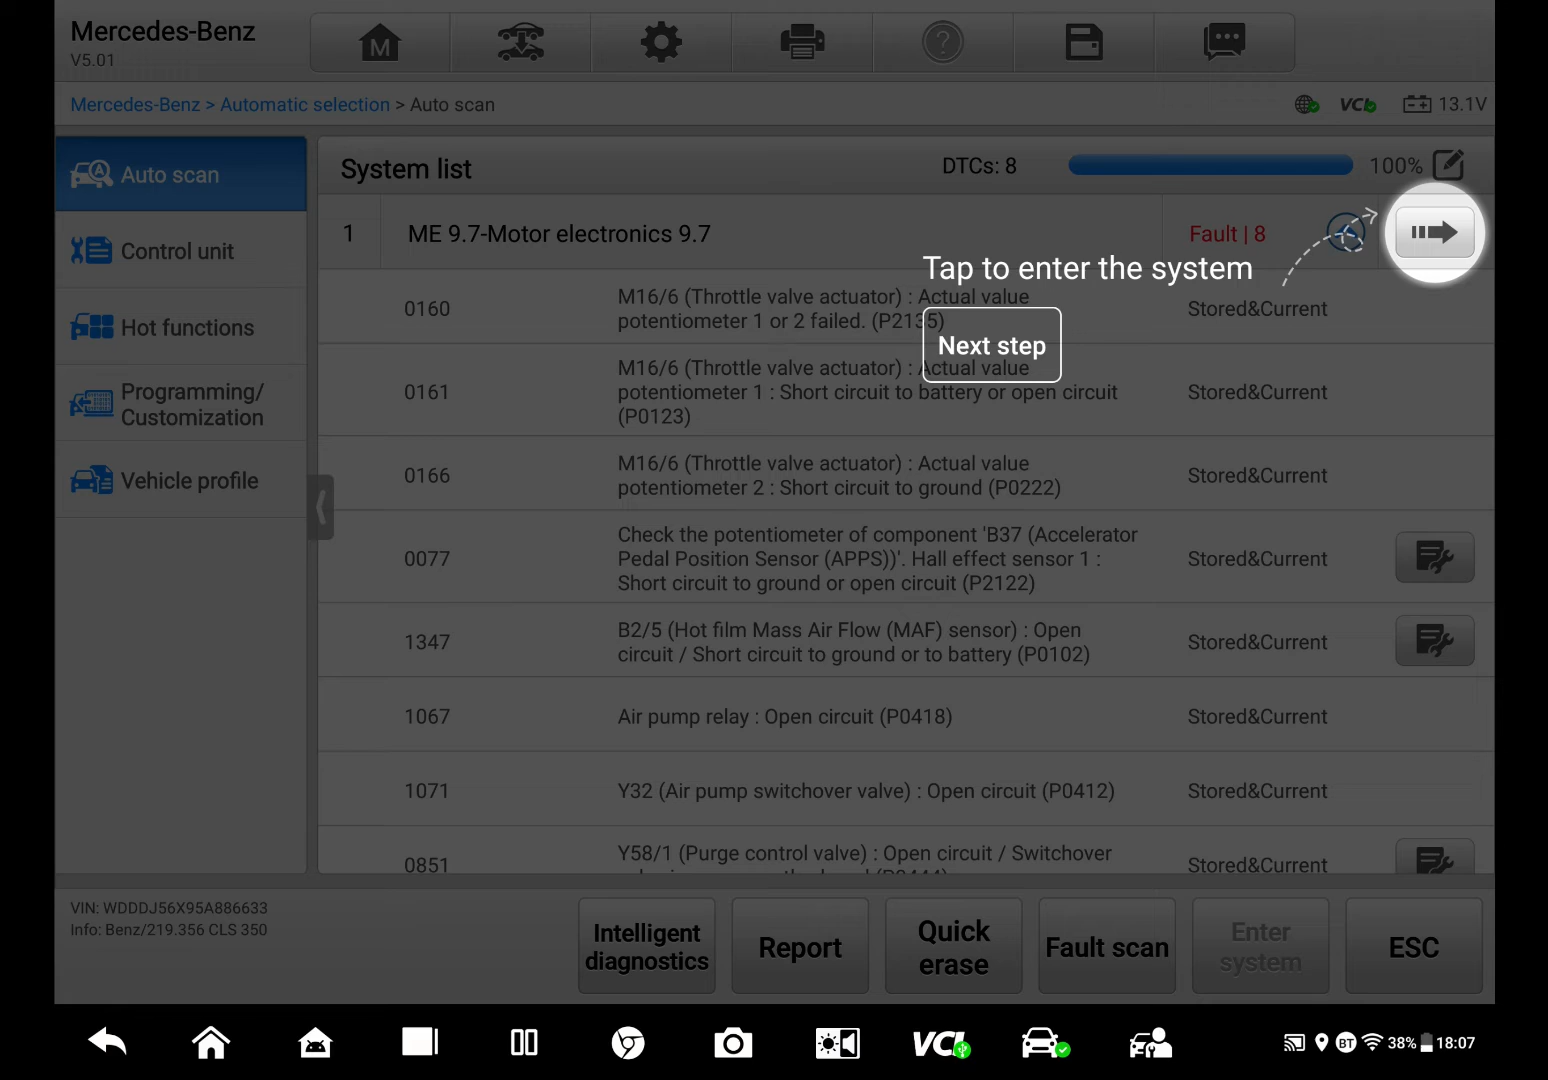 Mercedes-Benz
V5.01
M
?
Mercedes-Benz > Automatic selection > Auto scan
VCI
13.1V
A Auto scan
Control unit
Hot functions
Programming/
Customization
Vehicle profile
System list
DTCs: 8
100%
1
ME 9.7-Motor electronics 9.7
Fault | 8
Tap to enter the system
Next step
0160
M16/6 (Throttle valve actuator) : Actual value
potentiometer 1 or 2 failed. (P2135)
Stored&Current
0161
M16/6 (Throttle valve actuator) : Actual value
potentiometer 1 : Short circuit to battery or open circuit
(P0123)
Stored&Current
0166
M16/6 (Throttle valve actuator) : Actual value
potentiometer 2 : Short circuit to ground (P0222)
Stored&Current
0077
Check the potentiometer of component 'B37 (Accelerator
Pedal Position Sensor (APPS))'. Hall effect sensor 1 :
Short circuit to ground or open circuit (P2122)
Stored&Current
1347
B2/5 (Hot film Mass Air Flow (MAF) sensor) : Open
circuit / Short circuit to ground or to battery (P0102)
Stored&Current
1067
Air pump relay : Open circuit (P0418)
Stored&Current
1071
Y32 (Air pump switchover valve) : Open circuit (P0412)
Stored&Current
0851
Y58/1 (Purge control valve) : Open circuit / Switchover
Stored&Current
VIN: WDDDJ56X95A886633
Info: Benz/219.356 CLS 350
Intelligent
diagnostics
Report
Quick
erase
Fault scan
Enter
system
ESC
VCI
BT
38%
18:07